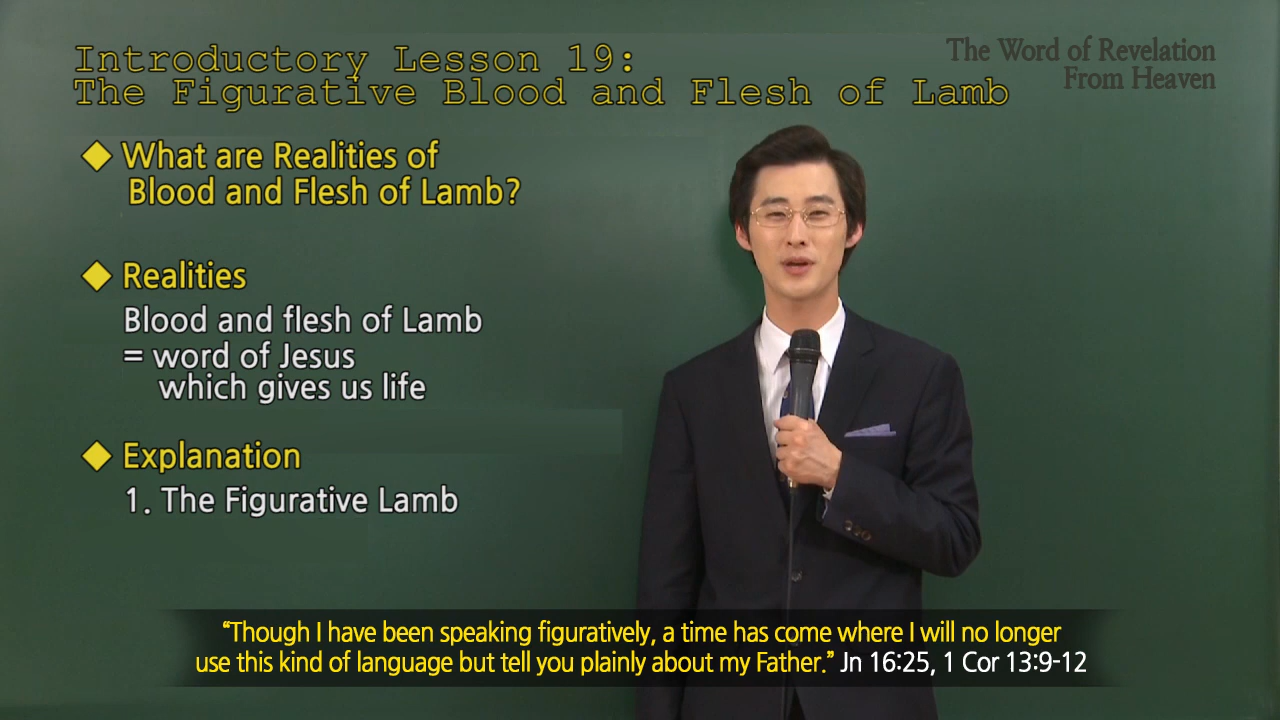 Introductory Lesson 19:
The Figurative Blood and Flesh of Lamb
The Word of Revelation
From Heaven
What are Realities of
Blood and Flesh of Lamb?
Realities
Blood and flesh of Lamb
= word of Jesus
which gives us life
Explanation
1. The Figurative Lamb
“Though I have been speaking figuratively, a time has come where I will no longer
use this kind of language but tell you plainly about my Father.” Jn 16:25, 1 Cor 13:9-12